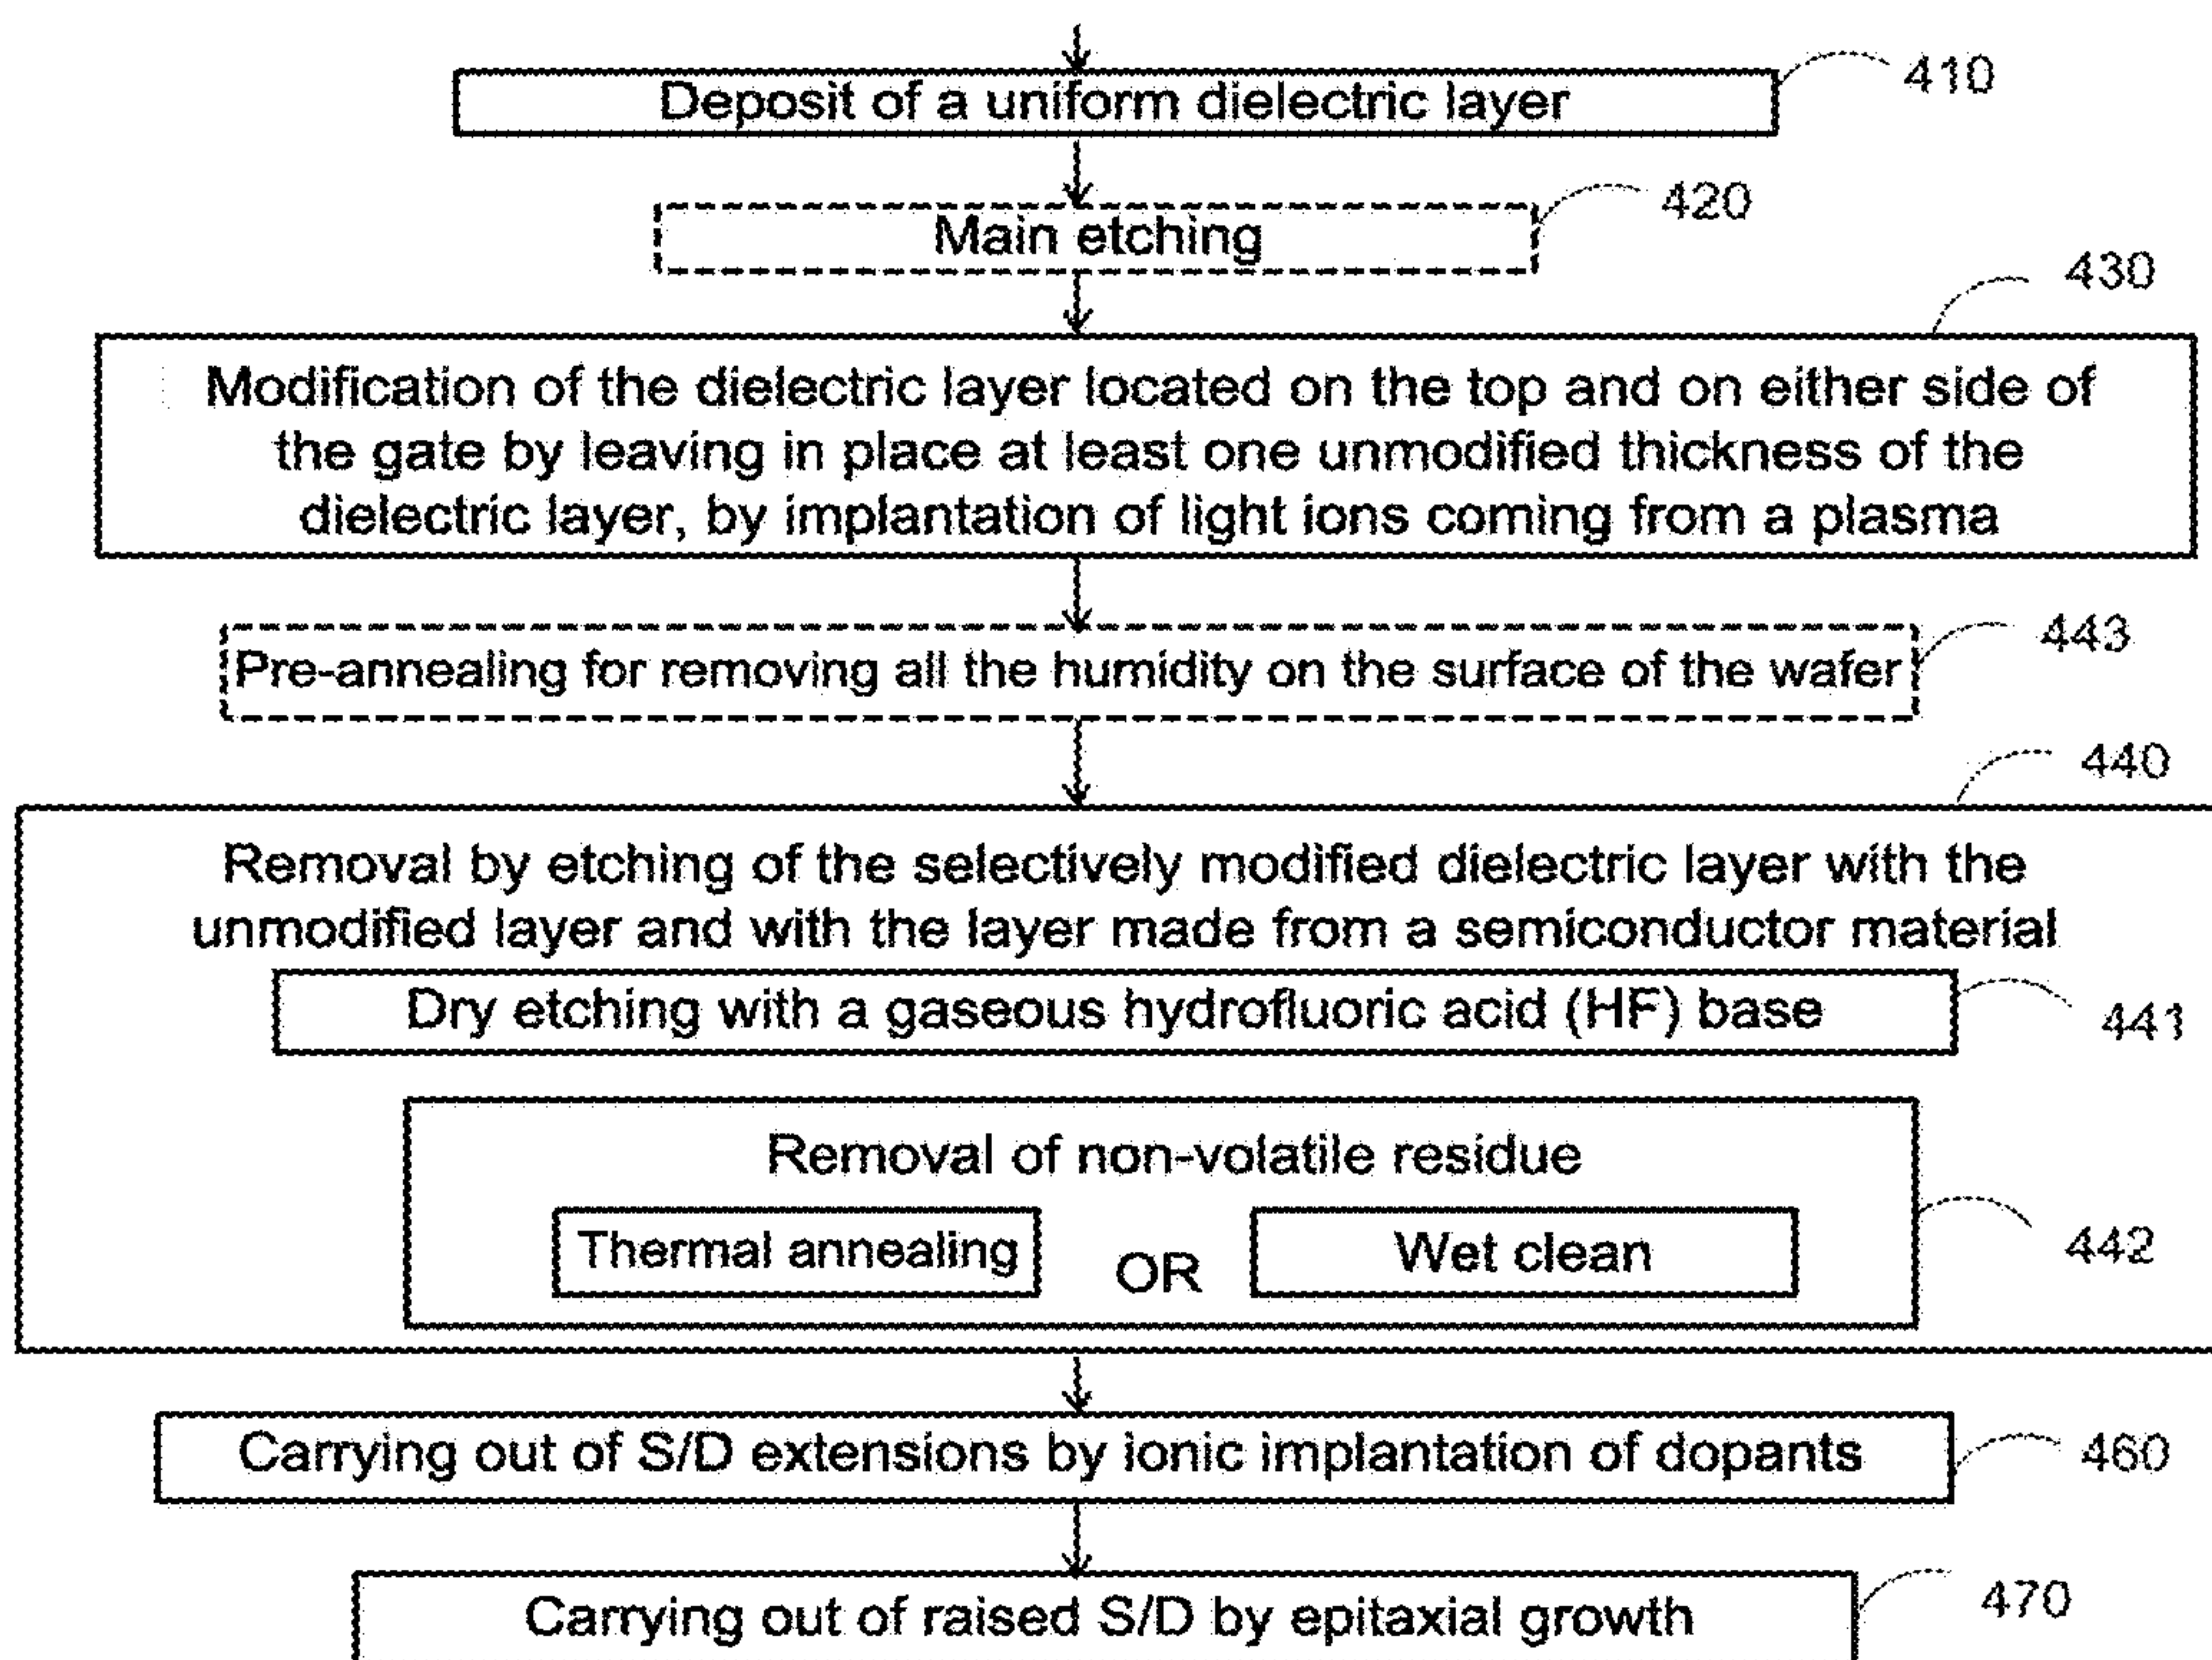 Deposit of a uniform dielectric layer
410
Main etching
420
430
Modification of the dielectric layer located on the top and on either side of
the gate by leaving in place at least one unmodified thickness of the
dielectric layer, by implantation of light ions coming from a plasma
Pre-annealing for removing all the humidity on the surface of the wafer
443
440
Removal by etching of the selectively modified dielectric layer with the
unmodified layer and with the layer made from a semiconductor material
Dry etching with a gaseous hydrofluoric acid (HF) base
441
Removal of non-volatile residue
Thermal annealing
OR
Wet clean
442
Carrying out of S/D extensions by ionic implantation of dopants
460
Carrying out of raised S/D by epitaxial growth
470